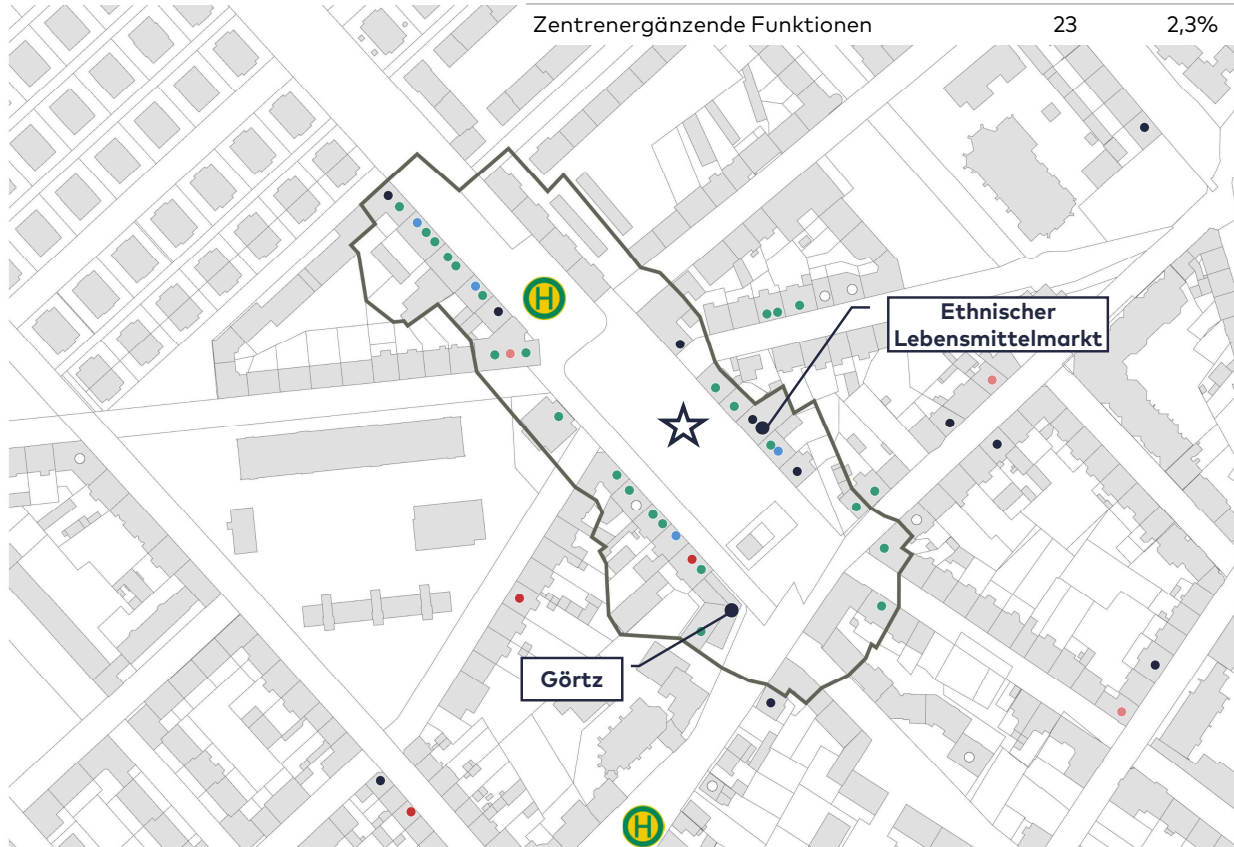 Zentrenergänzende Funktionen 23 2,3%
H
Ethnischer
Lebensmittelmarkt
Görtz
H